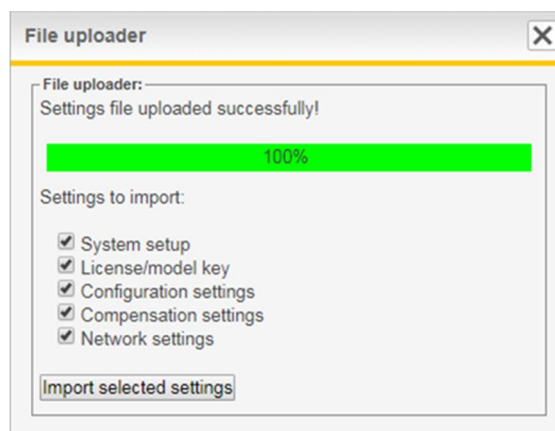 File uploader
File uploader:
Settings file uploaded successfully!
100%
Settings to import:
System setup
License/model key
Configuration settings
Compensation settings
Network settings
Import selected settings